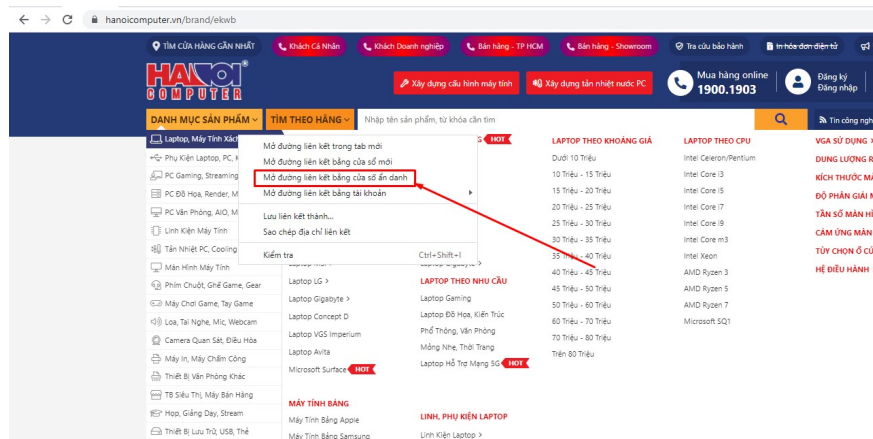 hanoicomputer.vn/brand/ekwb
TÌM CỬA HÀNG GẦN NHẤT
Khách Cá Nhân
Khách Doanh nghiệp
Bán hàng - TP HCM
Bán hàng - Showroom
Tra cứu bảo hành
In hóa đơn điện tử
HANOI
COMPUTER
Xây dựng cấu hình máy tính
Xây dựng tản nhiệt nước PC
Mua hàng online
1900.1903
Đăng ký
Đăng nhập
DANH MỤC SẢN PHẨM
TÌM THEO HÃNG
Nhập tên sản phẩm, từ khóa cần tìm
Tin công ngh
Laptop, Máy Tính Xách
Phụ Kiện Laptop, PC,
PC Gaming, Streaming
PC Đồ Họa, Render, M
PC Văn Phòng, AIO, M
Linh Kiện Máy Tính
Tản Nhiệt PC, Cooling
Màn Hình Máy Tính
Phím Chuột, Ghế Game, Gear
Máy Chơi Game, Tay Game
Loa, Tai Nghe, Mic, Webcam
Camera Quan Sát, Điều Hòa
Máy In, Máy Chấm Công
Thiết Bị Văn Phòng Khác
TB Siêu Thị, Máy Bán Hàng
Họp, Giảng Dạy, Stream
Thiết Bị Lưu Trữ, USB, Thẻ
Mở đường liên kết trong tab mới
Mở đường liên kết bằng cửa sổ mới
Mở đường liên kết bằng cửa sổ ẩn danh
Mở đường liên kết bằng tài khoản
Lưu liên kết thành...
Sao chép địa chỉ liên kết
Kiểm tra Ctrl+Shift+I
Laptop LG >
Laptop Gigabyte >
Laptop Concept D
Laptop VGS Imperium
Laptop Avita
Microsoft Surface HOT
MÁY TÍNH BẢNG
Máy Tính Bảng Apple
Máy Tính Bảng Samsung
G HOT
Laptop Gigabyte >
LAPTOP THEO NHU CẦU
Laptop Gaming
Laptop Đồ Họa, Kiến Trúc
Phổ Thông, Văn Phòng
Mỏng Nhẹ, Thời Trang
Laptop Hỗ Trợ Mạng 5G HOT
LINH, PHỤ KIỆN LAPTOP
Linh Kiện Laptop >
LAPTOP THEO KHOẢNG GIÁ
Dưới 10 Triệu
10 Triệu - 15 Triệu
15 Triệu - 20 Triệu
20 Triệu - 25 Triệu
25 Triệu - 30 Triệu
30 Triệu - 35 Triệu
35 Triệu - 40 Triệu
40 Triệu - 45 Triệu
45 Triệu - 50 Triệu
50 Triệu - 60 Triệu
60 Triệu - 70 Triệu
70 Triệu - 80 Triệu
Trên 80 Triệu
LAPTOP THEO CPU
Intel Celeron/Pentium
Intel Core i3
Intel Core i5
Intel Core i7
Intel Core i9
Intel Core m3
Intel Xeon
AMD Ryzen 3
AMD Ryzen 5
AMD Ryzen 7
Microsoft SQ1
VGA SỬ DỤNG >
DUNG LƯỢNG R
KÍCH THƯỚC MÀ
ĐỘ PHÂN GIẢI M
TẦN SỐ MÀN HÌ
CẢM ỨNG MÀN
TÙY CHỌN Ổ CỨ
HỆ ĐIỀU HÀNH